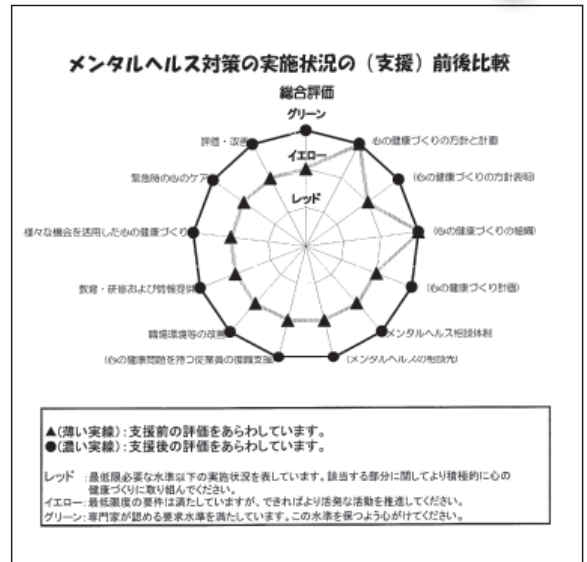 メンタルヘルス対策の実施状況の(支援)前後比較
総合評価
グリーン
評価・改善
心の健康づくりの方針と計画
イエロー
緊急時の心のケア
(心の健康づくりの方針表明)
レッド
様々な機会を活用した心の健康づくり
(心の健康づくりの組織)
教育・研修および情報提供
(心の健康づくり計画)
職場環境等の改善
メンタルヘルス相談体制
(心の健康問題を持つ従業員の復職支援)
(メンタルヘルスの相談先)
▲(薄い実線):支援前の評価をあらわしています。
●(濃い実線):支援後の評価をあらわしています。
レッド :最低限必要な水準以下の実施状況を表しています。該当する部分に関してより積極的に心の
健康づくりに取り組んでください。
イエロー:最低限度の要件は満たしていますが、できればより活発な活動を推進してください。
グリーン:専門家が認める要求水準を満たしています。この水準を保つよう心がけてください。